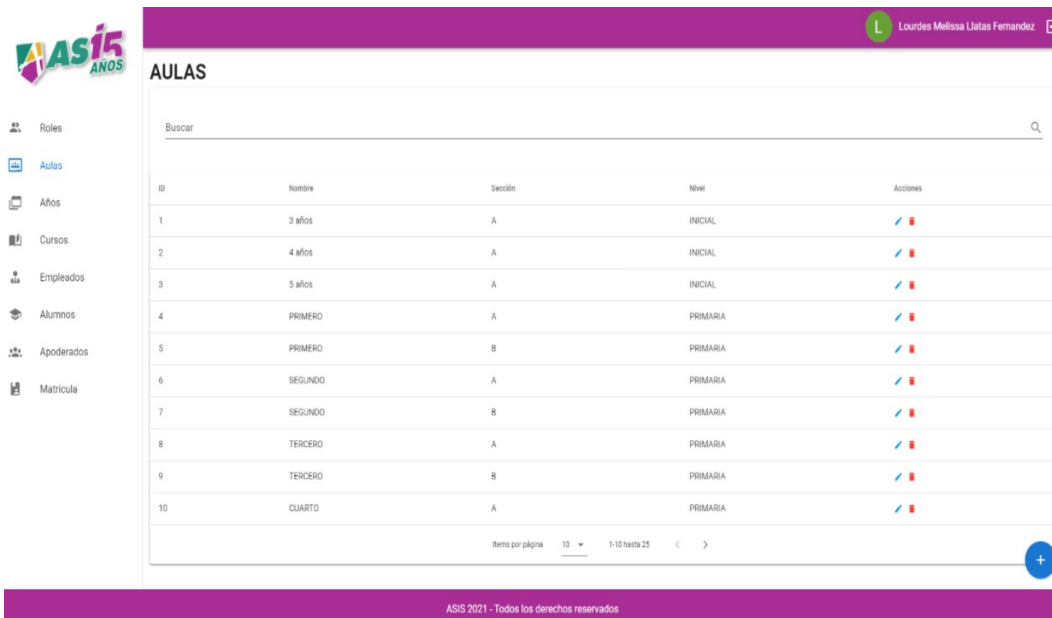 L Lourdes Melissa Llatas Fernandez
ASi5
AÑOS
AULAS
Roles
Aulas
Años
Cursos
Empleados
Alumnos
Apoderados
Matrícula
Buscar
ID Nombre Sección Nivel Acciones
1 3 años A INICIAL
2 4 años A INICIAL
3 5 años A INICIAL
4 PRIMERO A PRIMARIA
5 PRIMERO B PRIMARIA
6 SEGUNDO A PRIMARIA
7 SEGUNDO B PRIMARIA
8 TERCERO A PRIMARIA
9 TERCERO B PRIMARIA
10 CUARTO A PRIMARIA
Items por página 10 1-10 hasta 25
ASIS 2021 - Todos los derechos reservados